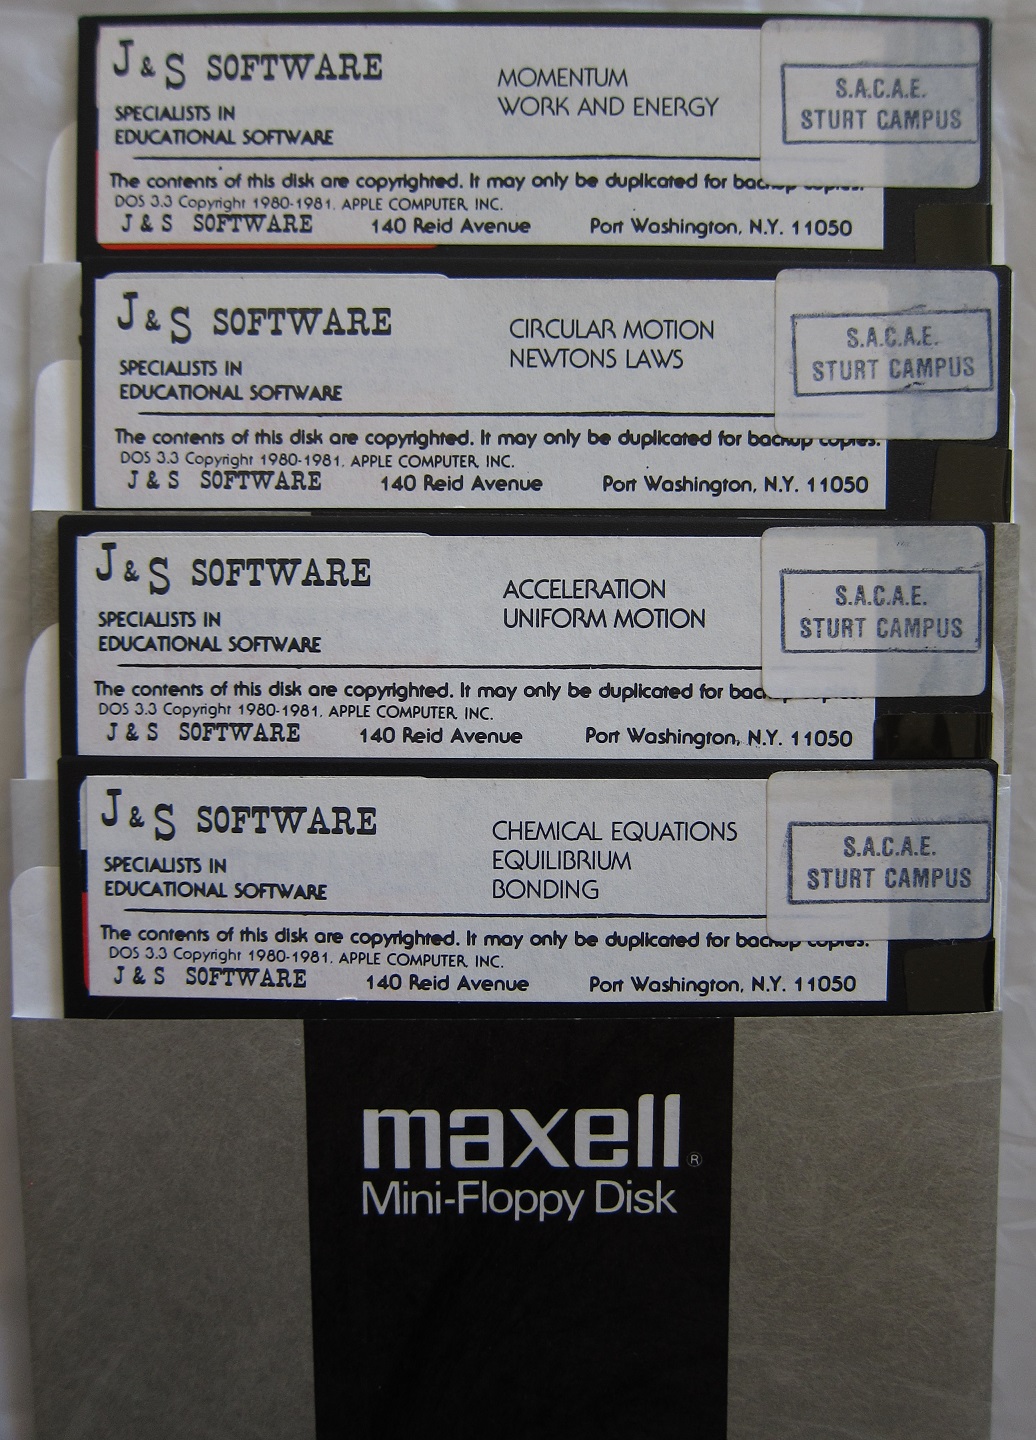 J & S SOFTWARE
SPECIALISTS IN
EDUCATIONAL SOFTWARE
MOMENTUM
WORK AND ENERGY
S.A.C.A.E.
STURT CAMPUS
The contents of this disk are copyrighted. It may only be duplicated for backup copies.
DOS 3.3 Copyright 1980-1981. APPLE COMPUTER INC.
J & S SOFTWARE 140 Reid Avenue Port Washington, N.Y. 11050
J & S SOFTWARE
SPECIALISTS IN
EDUCATIONAL SOFTWARE
CIRCULAR MOTION
NEWTONS LAWS
S.A.C.A.E.
STURT CAMPUS
The contents of this disk are copyrighted. It may only be duplicated for backup copies.
DOS 3.3 Copyright 1980-1981. APPLE COMPUTER INC.
J & S SOFTWARE 140 Reid Avenue Port Washington, N.Y. 11050
J & S SOFTWARE
SPECIALISTS IN
EDUCATIONAL SOFTWARE
ACCELERATION
UNIFORM MOTION
S.A.C.A.E.
STURT CAMPUS
The contents of this disk are copyrighted. It may only be duplicated for
DOS 3.3 Copyright 1980-1981. APPLE COMPUTER INC.
J & S SOFTWARE 140 Reid Avenue Port Washington, N.Y. 11050
J & S SOFTWARE
SPECIALISTS IN
EDUCATIONAL SOFTWARE
CHEMICAL EQUATIONS
EQUILIBRIUM
BONDING
S.A.C.A.E.
STURT CAMPUS
The contents of this disk are copyrighted. It may only be duplicated for backup copies.
DOS 3.3 Copyright 1980-1981. APPLE COMPUTER INC.
J & S SOFTWARE 140 Reid Avenue Port Washington, N.Y. 11050
maxell®
Mini-Floppy Disk